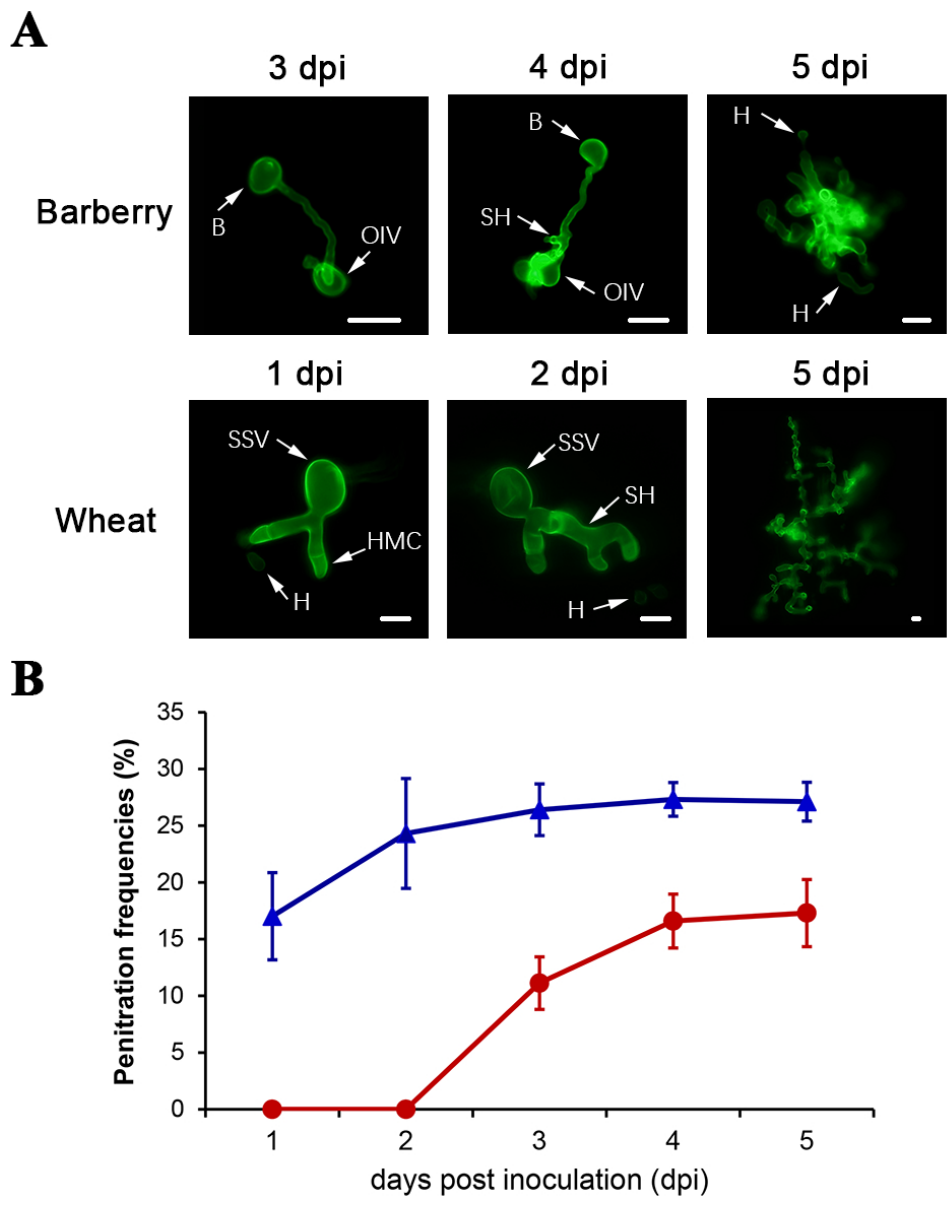 A
3 dpi 4 dpi 5 dpi
Barberry
B
OIV
B
SH
OIV
H
H
1 dpi 2 dpi 5 dpi
Wheat
SSV
HMC
H
SSV
SH
H
B
Penitration frequencies (%)
35
30
25
20
15
10
5
0
1 2 3 4 5
days post inoculation (dpi)